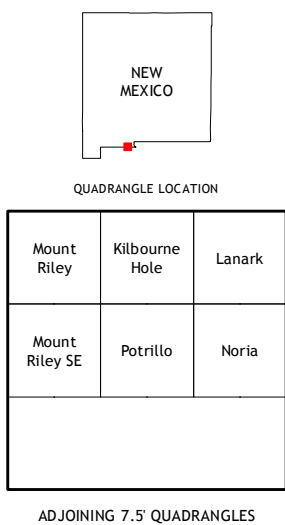 NEW
MEXICO
QUADRANGLE LOCATION
Mount
Riley
Kilbourne
Hole
Lanark
Mount
Riley SE
Potrillo
Noria
ADJOINING 7.5' QUADRANGLES